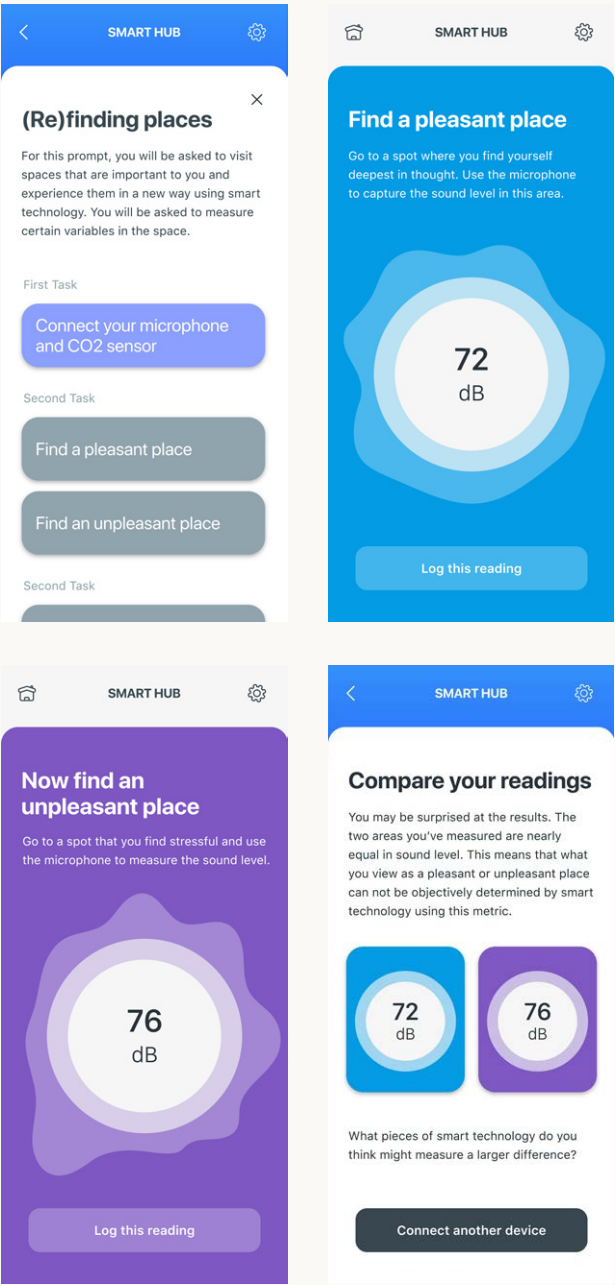 SMART HUB
(Re)finding places
For this prompt, you will be asked to visit
spaces that are important to you and
experience them in a new way using smart
technology. You will be asked to measure
certain variables in the space.
First Task
Connect your microphone
and CO2 sensor
Second Task
Find a pleasant place
Find an unpleasant place
Second Task
SMART HUB
Find a pleasant place
Go to a spot where you find yourself
deepest in thought. Use the microphone
to capture the sound level in this area.
72
dB
Log this reading
SMART HUB
Now find an
unpleasant place
Go to a spot that you find stressful and use
the microphone to measure the sound level.
76
dB
Log this reading
SMART HUB
Compare your readings
You may be surprised at the results. The
two areas you’ve measured are nearly
equal in sound level. This means that what
you view as a pleasant or unpleasant place
can not be objectively determined by smart
technology using this metric.
72
dB
76
dB
What pieces of smart technology do you
think might measure a larger difference?
Connect another device